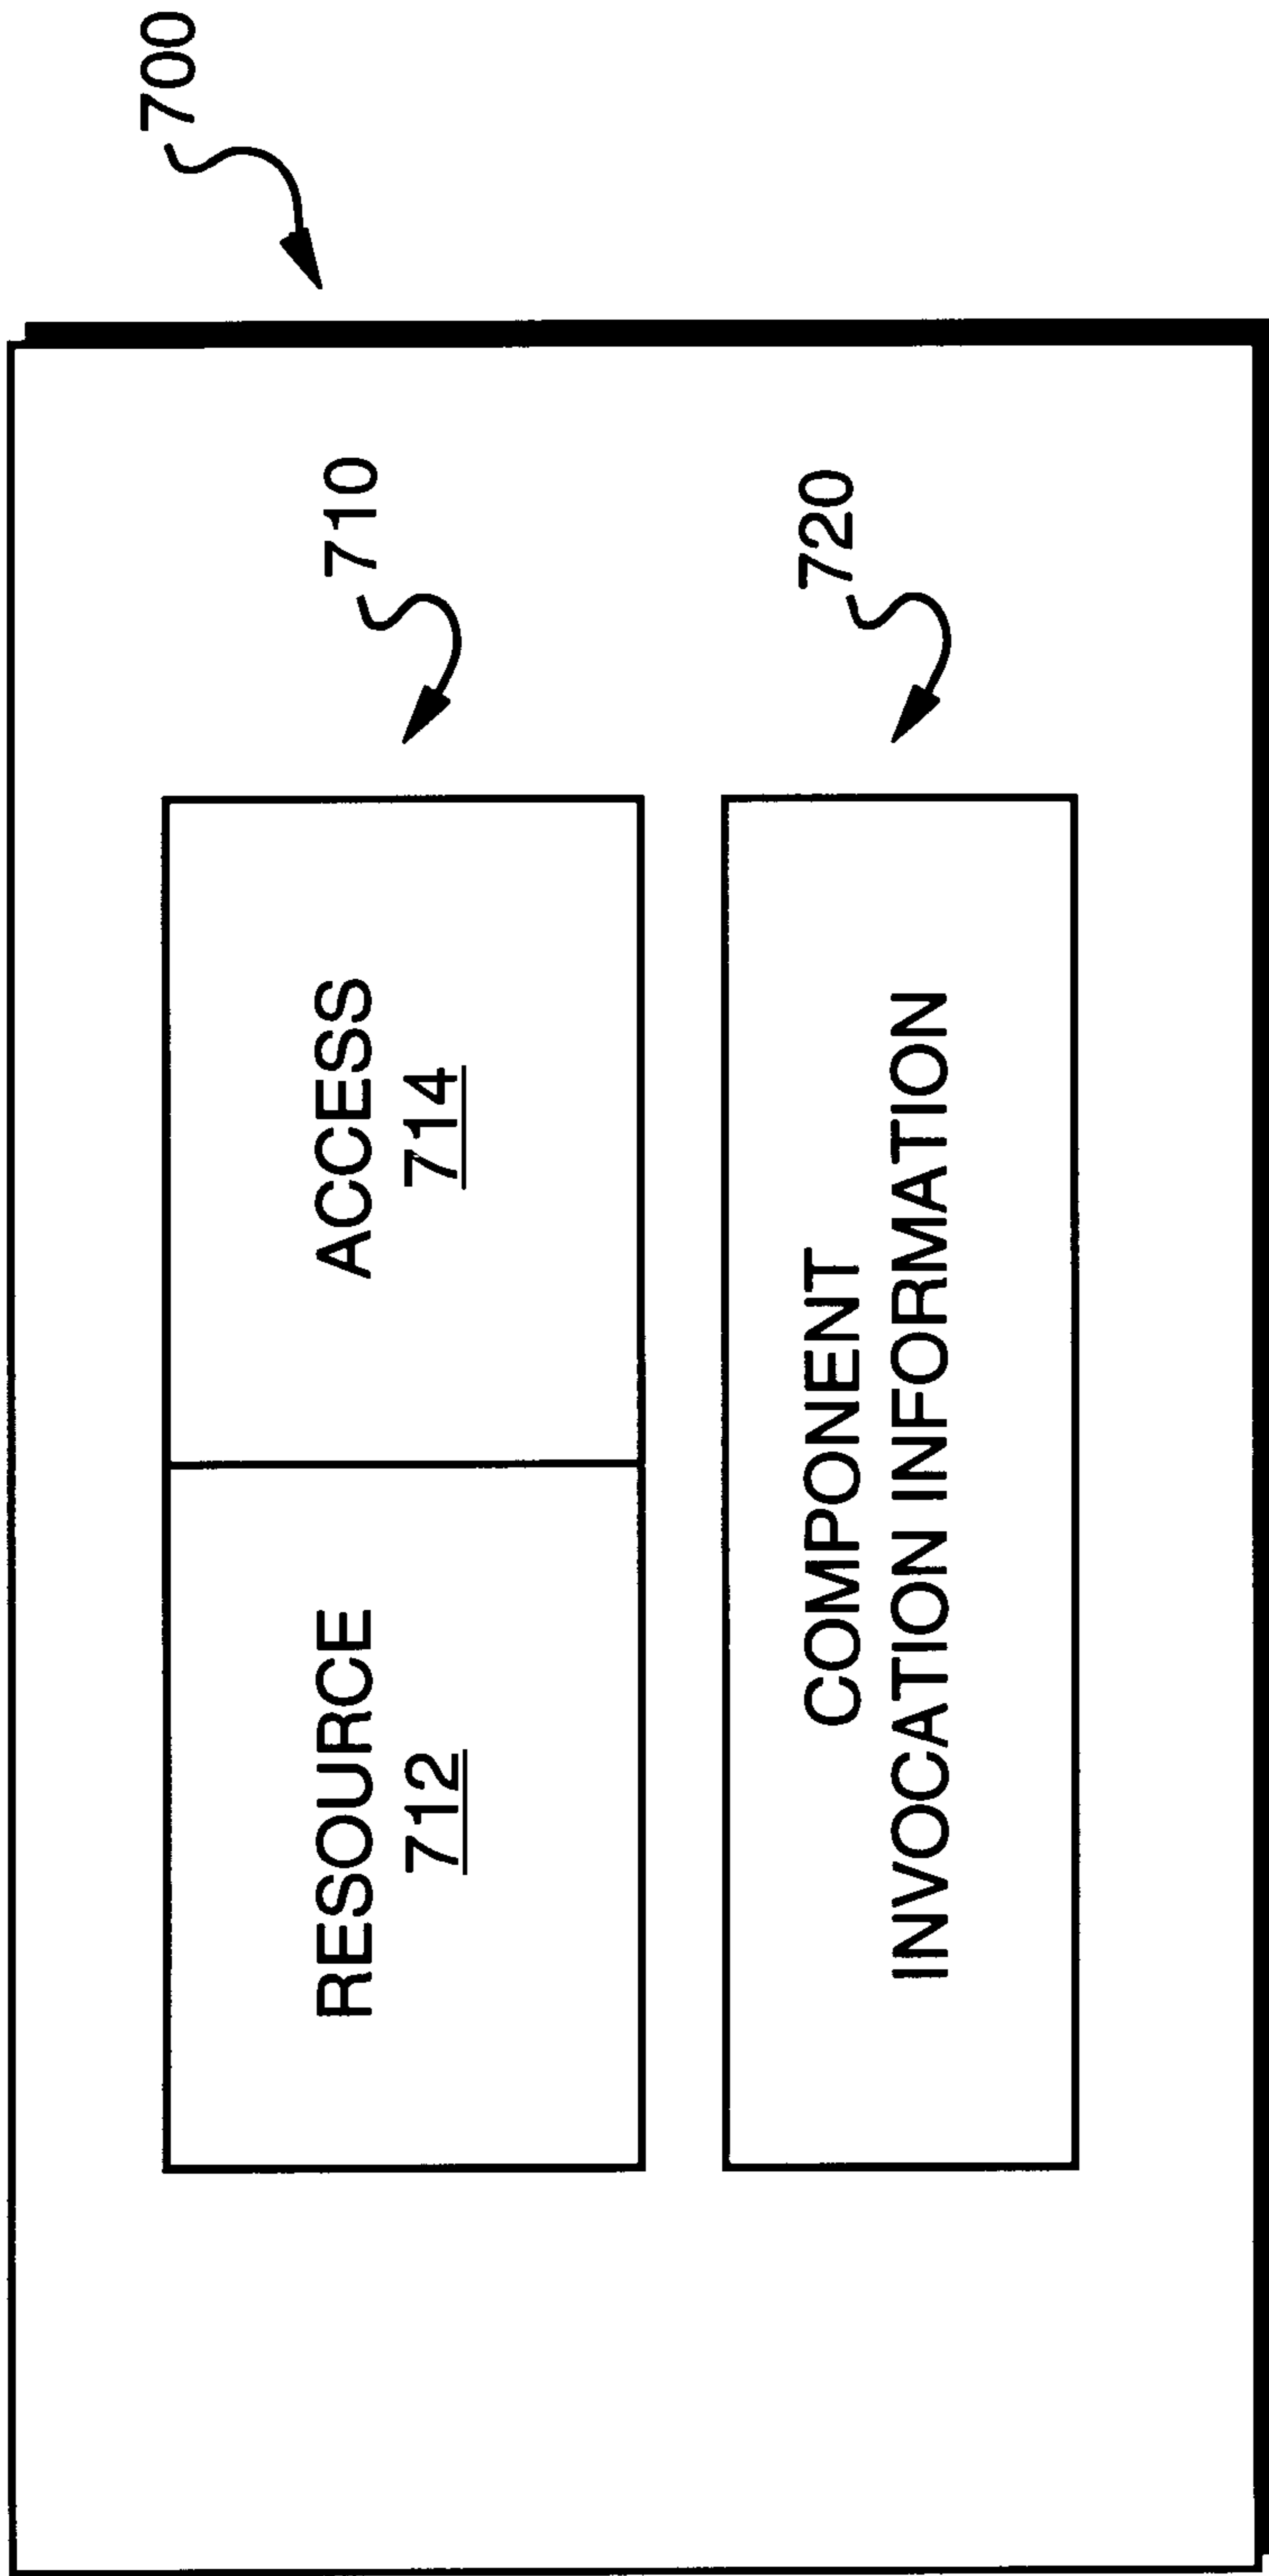 700
710
RESOURCE
712
ACCESS
714
720
COMPONENT
INVOCATION INFORMATION